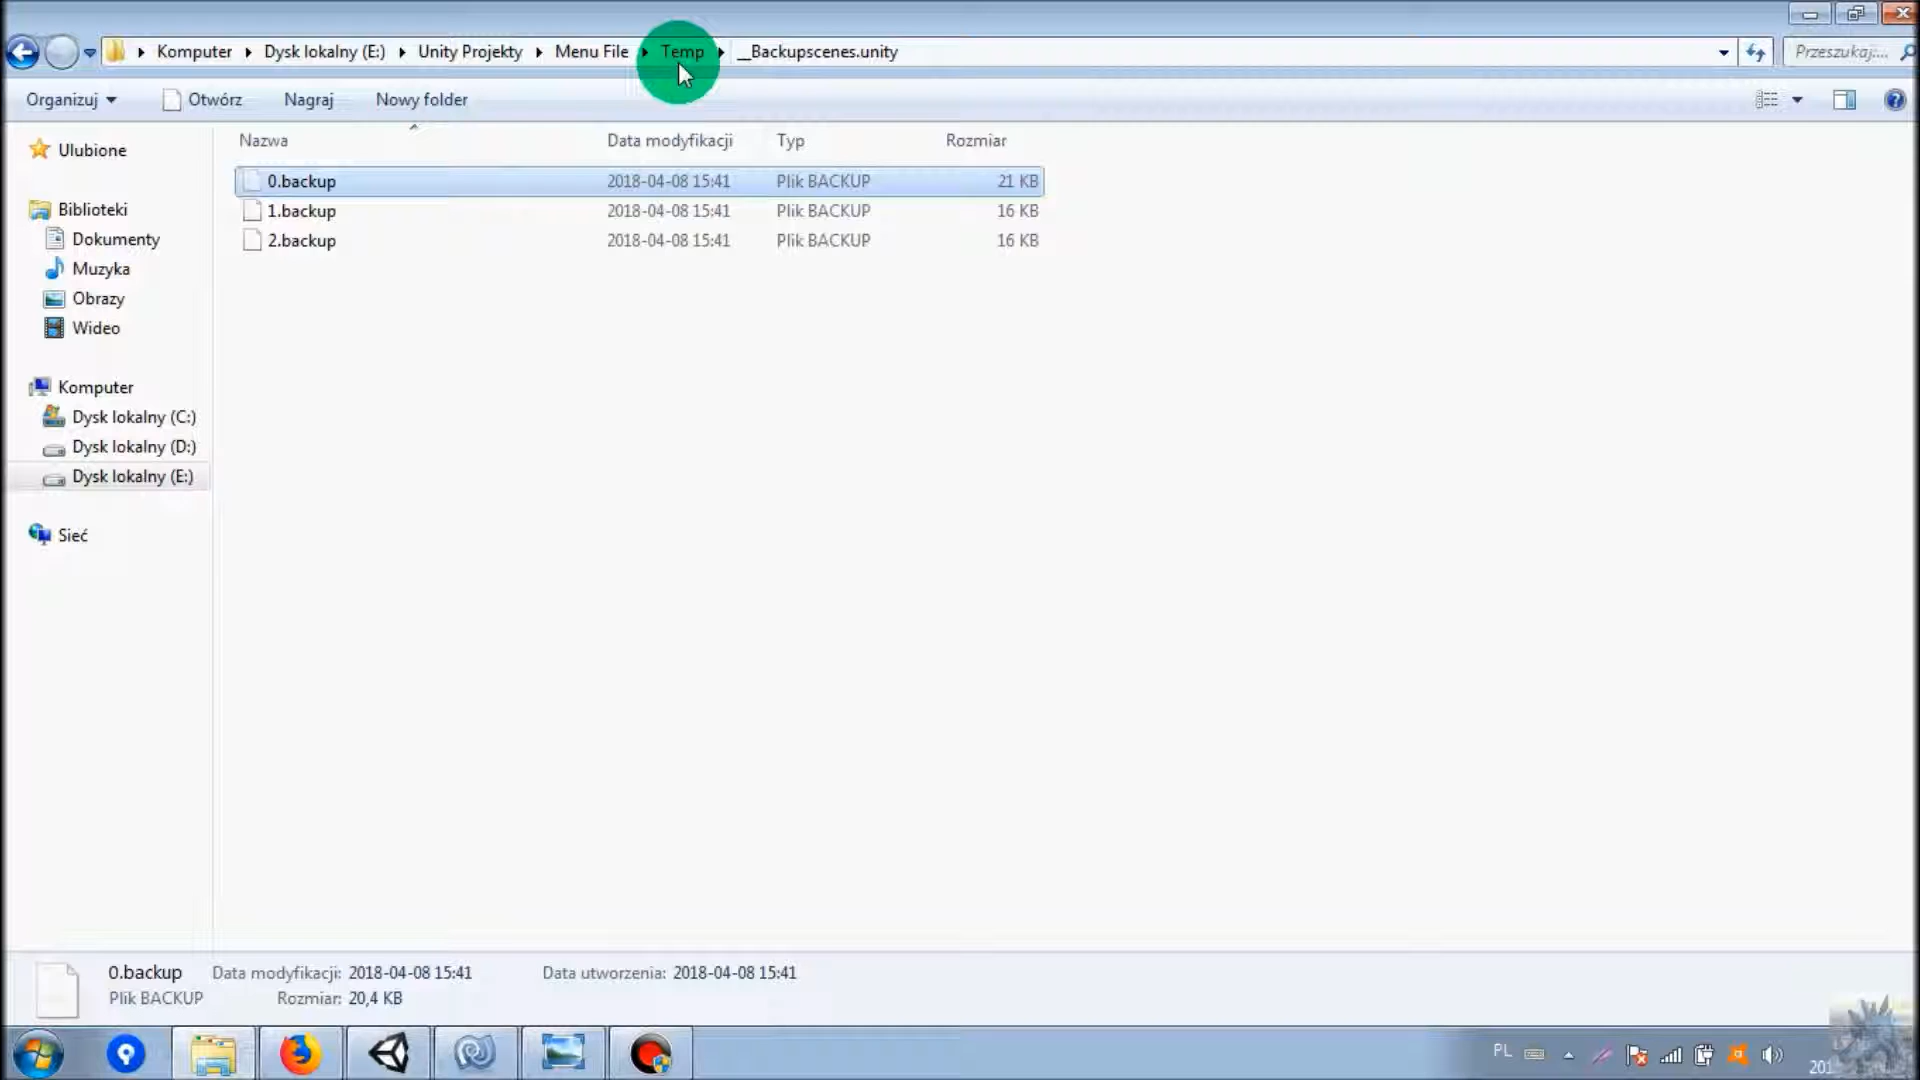 Komputer Dysk lokalny (E:) Unity Projekty Menu File Temp __Backupscenes.unity Przeszukaj:...
Organizuj Otwórz Nagraj Nowy folder
Nazwa Data modyfikacji Typ Rozmiar
Ulubione
0.backup 2018-04-08 15:41 Plik BACKUP 21 KB
1.backup 2018-04-08 15:41 Plik BACKUP 16 KB
2.backup 2018-04-08 15:41 Plik BACKUP 16 KB
Biblioteki
Dokumenty
Muzyka
Obrazy
Wideo
Komputer
Dysk lokalny (C:)
Dysk lokalny (D:)
Dysk lokalny (E:)
Sieć
0.backup Data modyfikacji: 2018-04-08 15:41 Data utworzenia: 2018-04-08 15:41
Plik BACKUP Rozmiar: 20,4 KB
PL